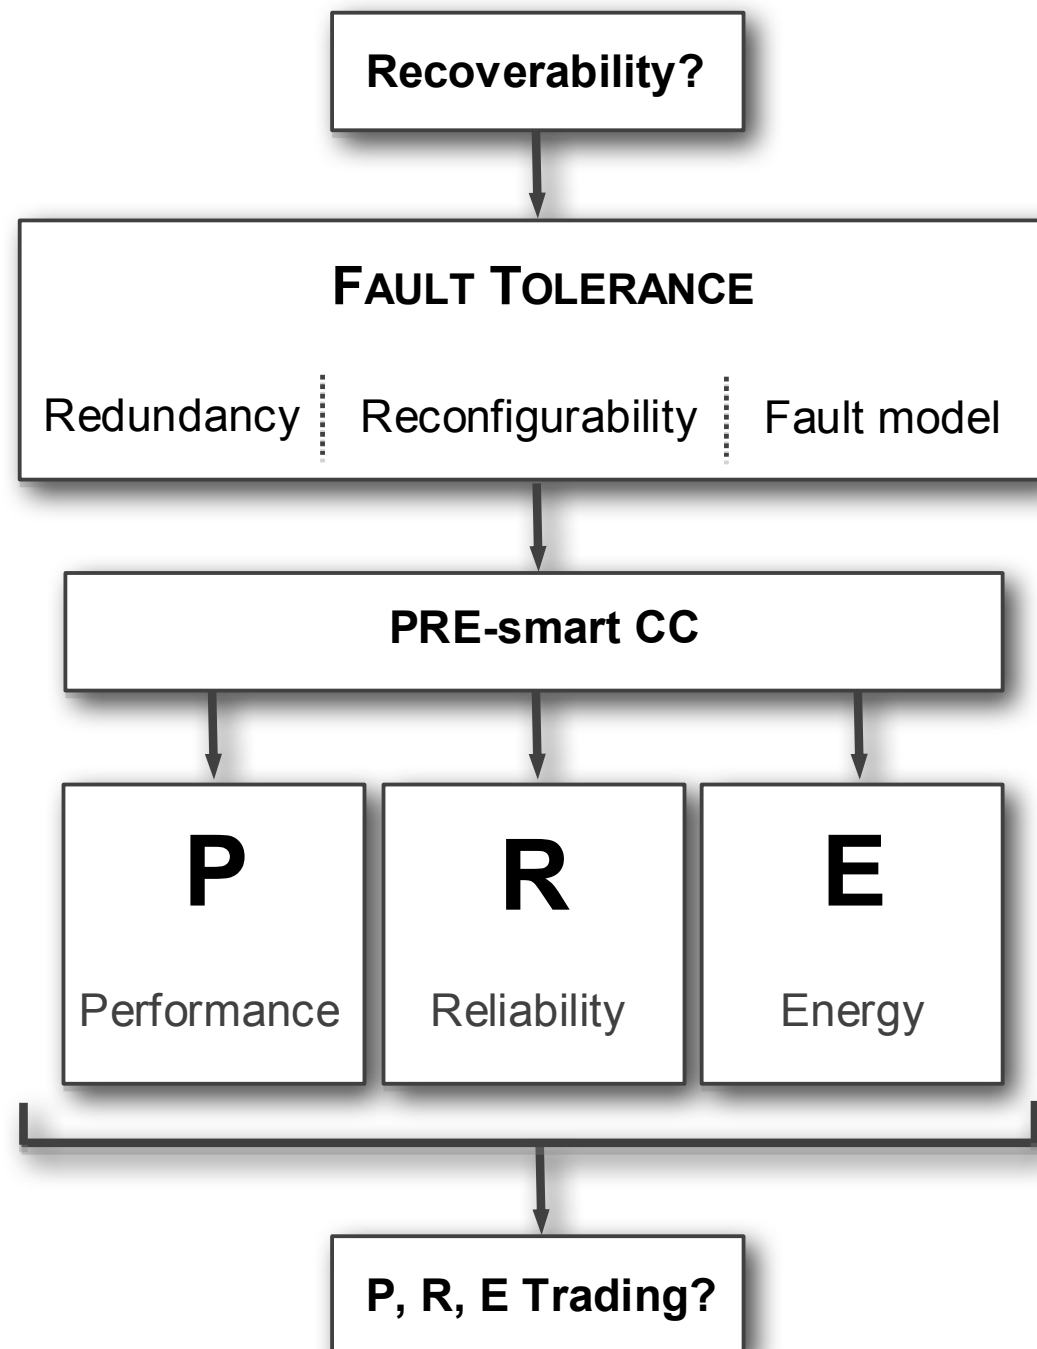 Recoverability?
FAULT TOLERANCE
Redundancy Reconfigurability Fault model
PRE-smart CC
P R E
Performance Reliability Energy
P, R, E Trading?